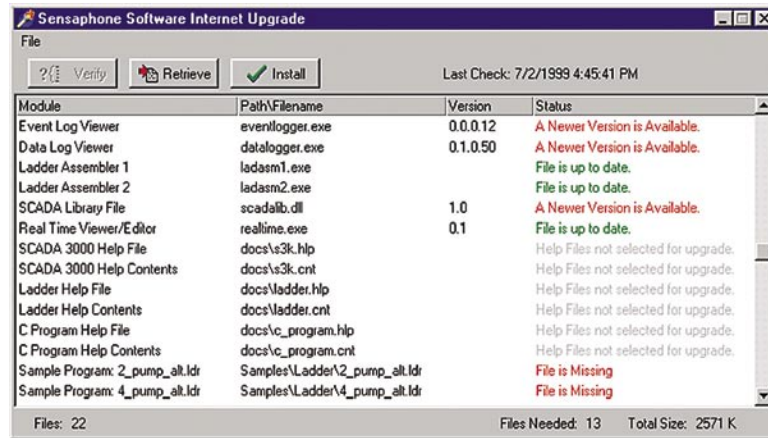 Sensaphone Software Internet Upgrade
File
?{ Verify Retrieve Install Last Check: 7/2/1999 4:45:41 PM
Module Path\Filename Version Status
Event Log Viewer eventlogger.exe 0.0.0.12 A Newer Version is Available.
Data Log Viewer datalogger.exe 0.1.0.50 A Newer Version is Available.
Ladder Assembler 1 ladasm1.exe File is up to date.
Ladder Assembler 2 ladasm2.exe File is up to date.
SCADA Library File scadalib.dll 1.0 A Newer Version is Available.
Real Time Viewer/Editor realtime.exe 0.1 File is up to date.
SCADA 3000 Help File docs\s3k.hlp Help Files not selected for upgrade.
SCADA 3000 Help Contents docs\s3k.cnt Help Files not selected for upgrade.
Ladder Help File docs\ladder.hlp Help Files not selected for upgrade.
Ladder Help Contents docs\ladder.cnt Help Files not selected for upgrade.
C Program Help File docs\c_program.hlp Help Files not selected for upgrade.
C Program Help Contents docs\c_program.cnt Help Files not selected for upgrade.
Sample Program: 2_pump_alt.ldr Samples\Ladder\2_pump_alt.ldr File is Missing
Sample Program: 4_pump_alt.ldr Samples\Ladder\4_pump_alt.ldr File is Missing
Files: 22 Files Needed: 13 Total Size: 2571 K